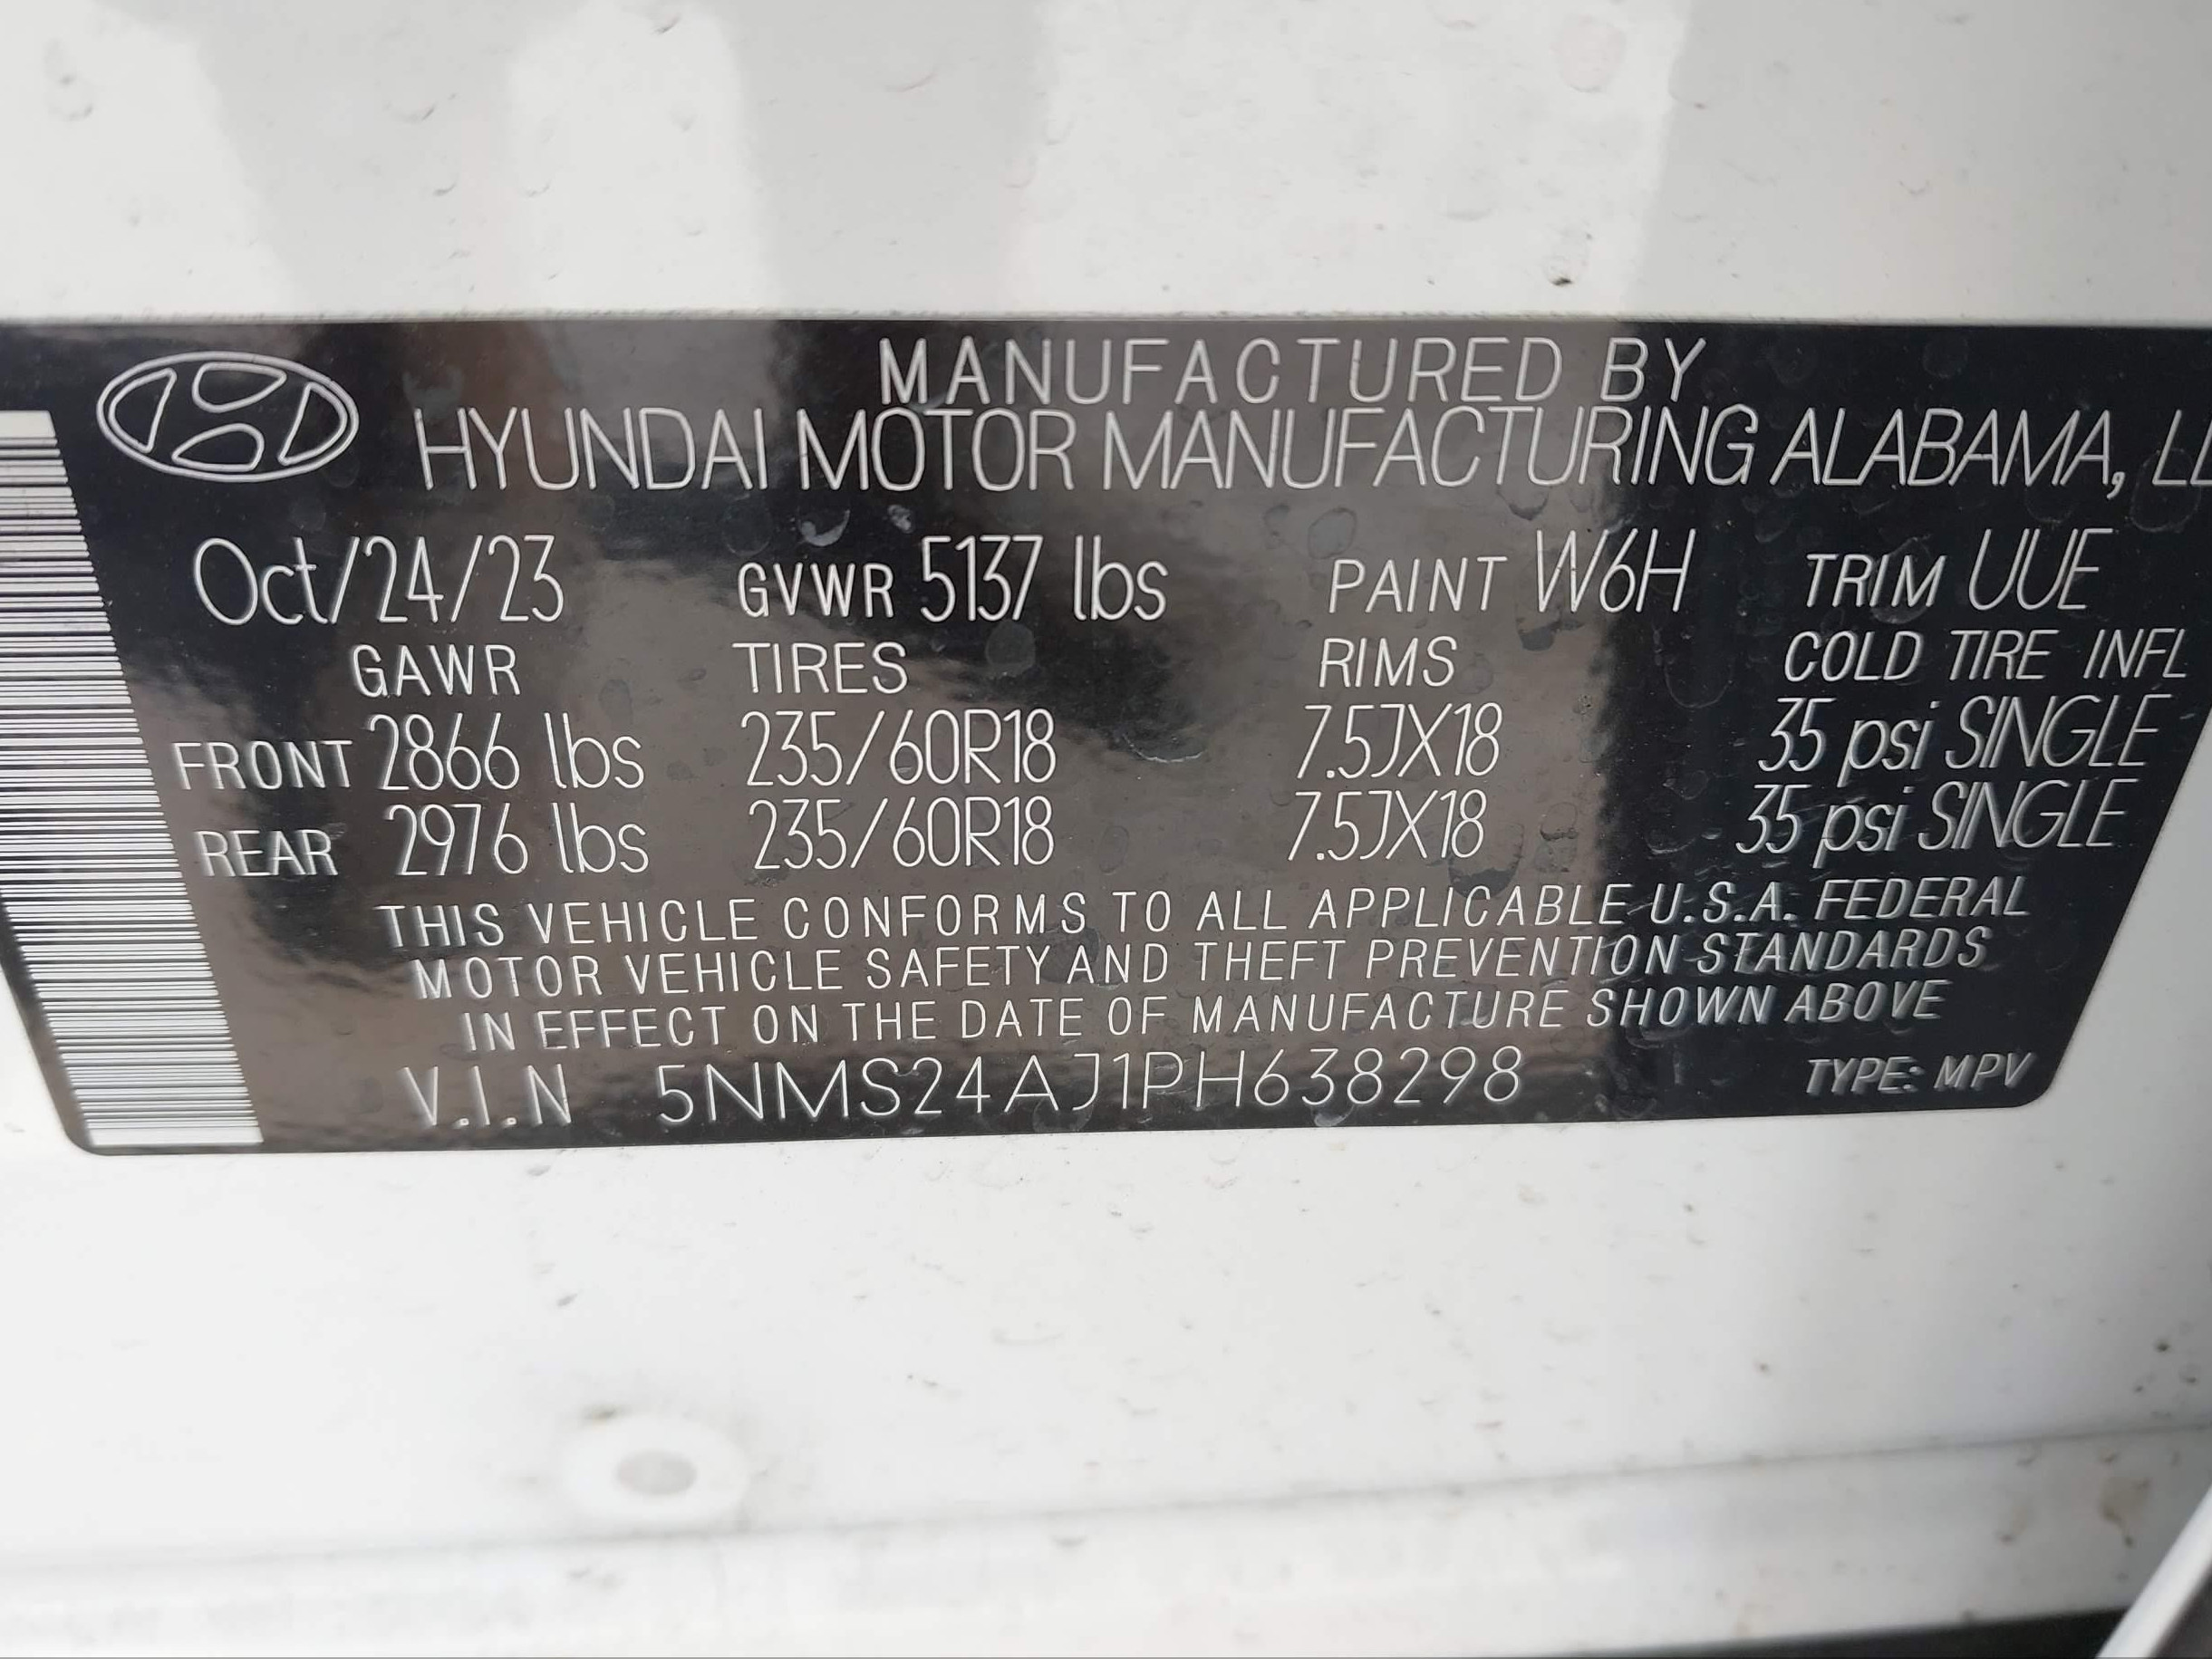 MANUFACTURED BY
HYUNDAI MOTOR MANUFACTURING ALABAMA, LL
Oct/24/23 GVWR 5137 lbs PAINT W6H TRIM UUE
GAWR TIRES RIMS COLD TIRE INFL
FRONT 2866 lbs 235/60R18 7.5JX18 35 psi SINGLE
REAR 2976 lbs 235/60R18 7.5JX18 35 psi SINGLE
THIS VEHICLE CONFORMS TO ALL APPLICABLE U.S.A. FEDERAL
MOTOR VEHICLE SAFETY AND THEFT PREVENTION STANDARDS
IN EFFECT ON THE DATE OF MANUFACTURE SHOWN ABOVE
V.I.N 5NMS24AJ1PH638298 TYPE: MPV